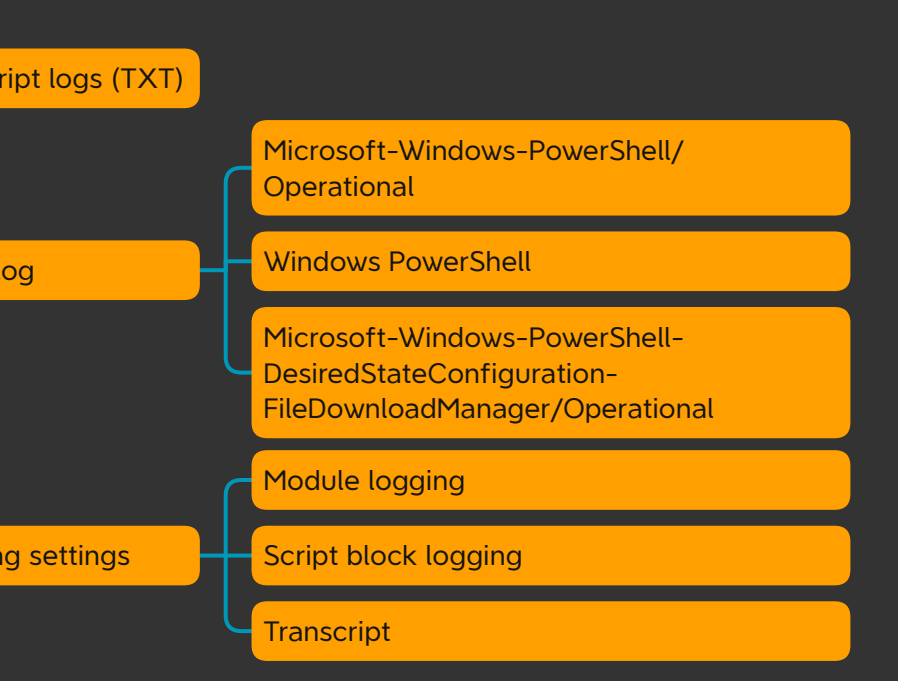 ript logs (TXT)
Microsoft-Windows-PowerShell/
Operational
og
Windows PowerShell
Microsoft-Windows-PowerShell-
DesiredStateConfiguration-
FileDownloadManager/Operational
Module logging
ng settings
Script block logging
Transcript